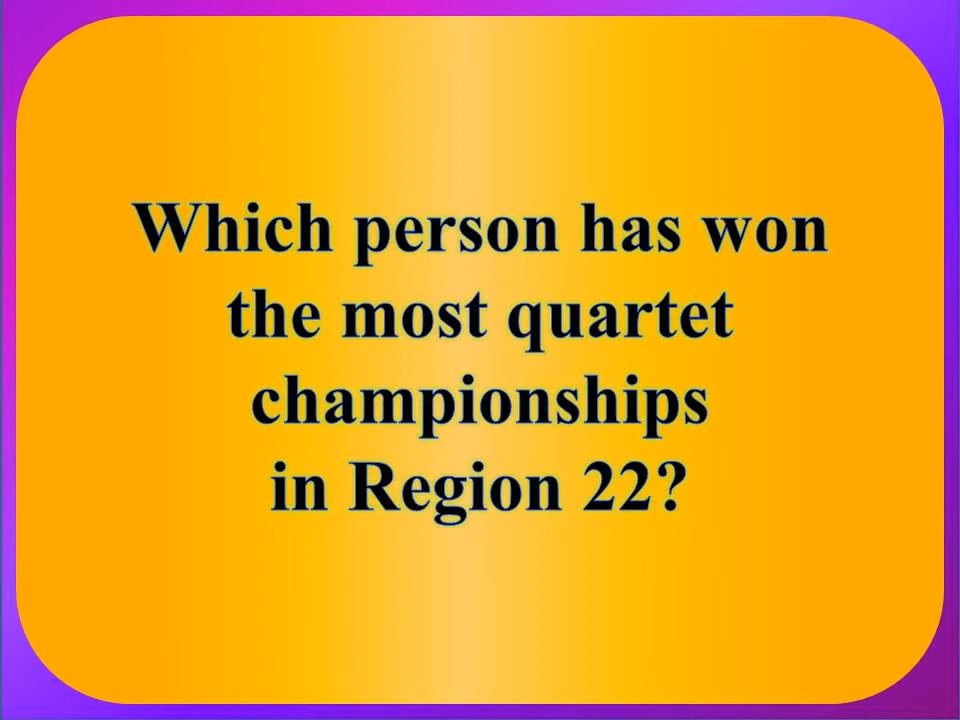 Which person has won
the most quartet
championships
in Region 22?